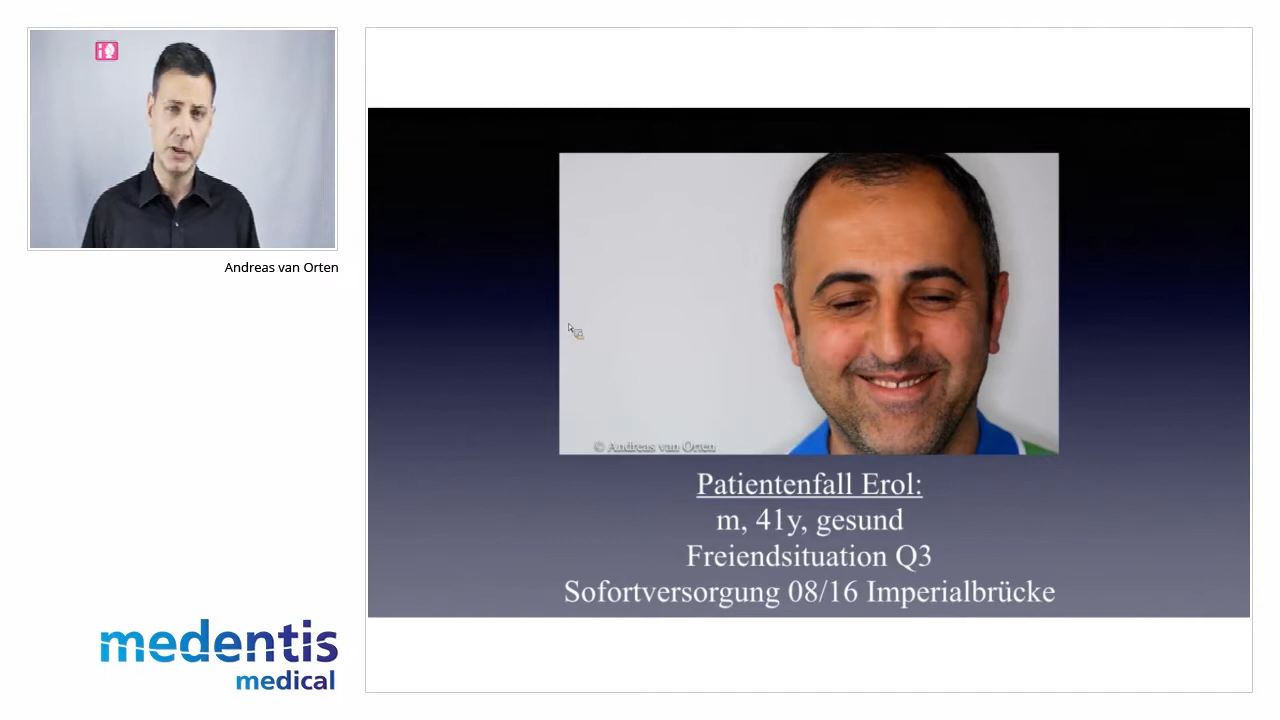 Andreas van Orten
© Andreas van Orten
Patientenfall Erol:
m, 41y, gesund
Freiendsituation Q3
Sofortversorgung 08/16 Imperialbrücke
medentis
medical